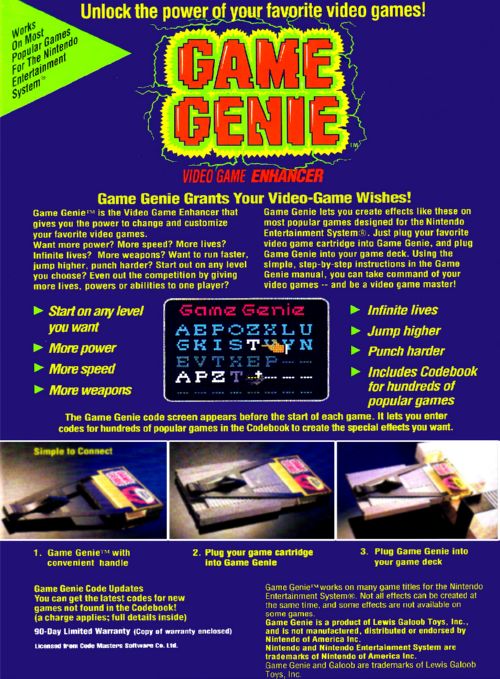 Unlock the power of your favorite video games!
Works
On Most
Popular Games
For The Nintendo
Entertainment
System®
GAME
GENIE™
VIDEO GAME ENHANCER
Game Genie Grants Your Video-Game Wishes!
Game Genie™ is the Video Game Enhancer that
gives you the power to change and customize
your favorite video games.
Want more power? More speed? More lives?
Infinite lives? More weapons? Want to run faster,
jump higher, punch harder? Start out on any level
you choose? Even out the competition by giving
more lives, powers or abilities to one player?
Game Genie lets you create effects like these on
most popular games designed for the Nintendo
Entertainment System®. Just plug your favorite
video game cartridge into Game Genie, and plug
Game Genie into your game deck. Using the
simple, step-by-step instructions in the Game
Genie manual, you can take command of your
video games -- and be a video game master!
Start on any level
you want
More power
More speed
More weapons
Game Genie
AEPOZXLU
GKIST VN
EVTXEP
APZT
Infinite lives
Jump higher
Punch harder
Includes Codebook
for hundreds of
popular games
The Game Genie code screen appears before the start of each game. It lets you enter
codes for hundreds of popular games in the Codebook to create the special effects you want.
Simple to Connect
1. Game Genie™ with
convenient handle
2. Plug your game cartridge
into Game Genie
3. Plug Game Genie into
your game deck
Game Genie Code Updates
You can get the latest codes for new
games not found in the Codebook!
(a charge applies; full details inside)
90-Day Limited Warranty (Copy of warranty enclosed)
Licensed from Code Masters Software Co. Ltd.
Game Genie™ works on many game titles for the Nintendo
Entertainment System®. Not all effects can be created at
the same time, and some effects are not available on
some games.
Game Genie is a product of Lewis Galoob Toys, Inc.,
and is not manufactured, distributed or endorsed by
Nintendo of America Inc.
Nintendo and Nintendo Entertainment System are
trademarks of Nintendo of America Inc.
Game Genie and Galoob are trademarks of Lewis Galoob
Toys, Inc.